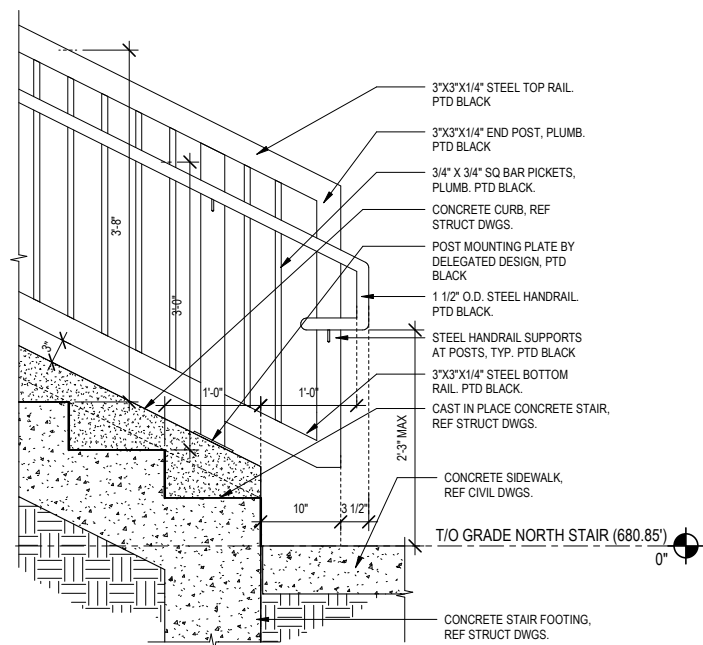 3"X3"X1/4" STEEL TOP RAIL.
PTD BLACK
3"X3"X1/4" END POST, PLUMB.
PTD BLACK
3/4" X 3/4" SQ BAR PICKETS,
PLUMB. PTD BLACK.
CONCRETE CURB, REF
STRUCT DWGS.
POST MOUNTING PLATE BY
DELEGATED DESIGN, PTD
BLACK
1 1/2" O.D. STEEL HANDRAIL.
PTD BLACK.
STEEL HANDRAIL SUPPORTS
AT POSTS, TYP. PTD BLACK
3"X3"X1/4" STEEL BOTTOM
RAIL. PTD BLACK.
CAST IN PLACE CONCRETE STAIR,
REF STRUCT DWGS.
CONCRETE SIDEWALK,
REF CIVIL DWGS.
T/O GRADE NORTH STAIR (680.85')
0"
CONCRETE STAIR FOOTING,
REF STRUCT DWGS.
3'-8"
3'-0"
3"
1'-0"
1'-0"
2'-3" MAX
10"
3 1/2"